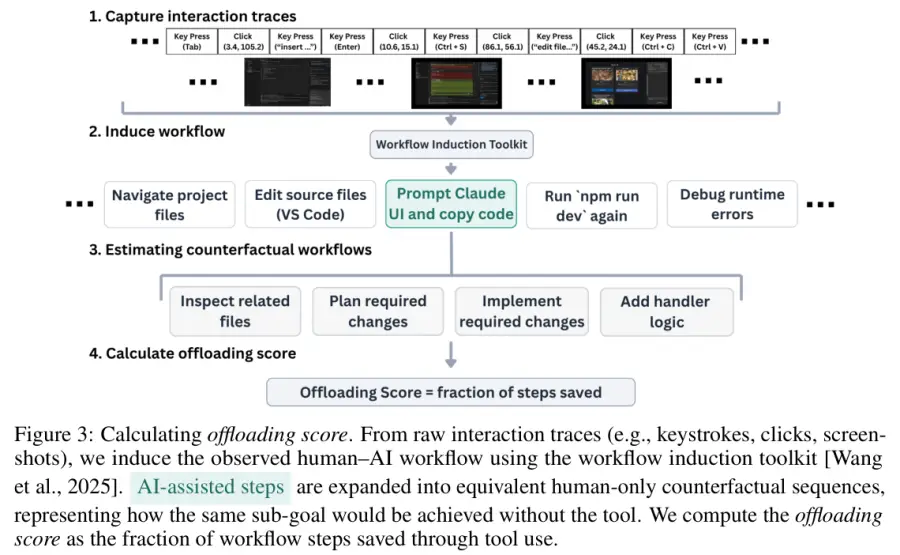 1. Capture interaction traces
Key Press (Tab)
Click (3.4, 105.2)
Key Press ("insert ...")
Key Press (Enter)
Click (10.6, 15.1)
Key Press (Ctrl + S)
Click (86.1, 56.1)
Key Press ("edit file...")
Click (45.2, 24.1)
Key Press (Ctrl + C)
Key Press (Ctrl + V)
2. Induce workflow
Workflow Induction Toolkit
Navigate project files
Edit source files (VS Code)
Prompt Claude UI and copy code
Run `npm run dev` again
Debug runtime errors
3. Estimating counterfactual workflows
Inspect related files
Plan required changes
Implement required changes
Add handler logic
4. Calculate offloading score
Offloading Score = fraction of steps saved
Figure 3: Calculating offloading score. From raw interaction traces (e.g., keystrokes, clicks, screen-
shots), we induce the observed human–AI workflow using the workflow induction toolkit [Wang
et al., 2025]. AI-assisted steps are expanded into equivalent human-only counterfactual sequences,
representing how the same sub-goal would be achieved without the tool. We compute the offloading
score as the fraction of workflow steps saved through tool use.